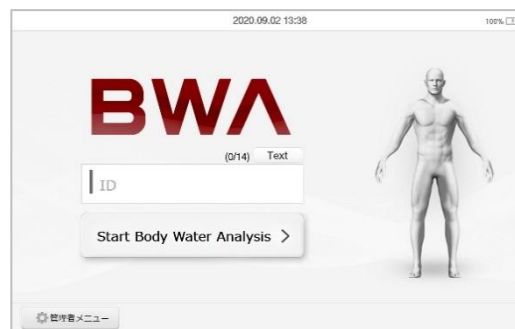 2020.09.02 13:38
100%
BWA
(0/14) Text
ID
Start Body Water Analysis >
管理者メニュー